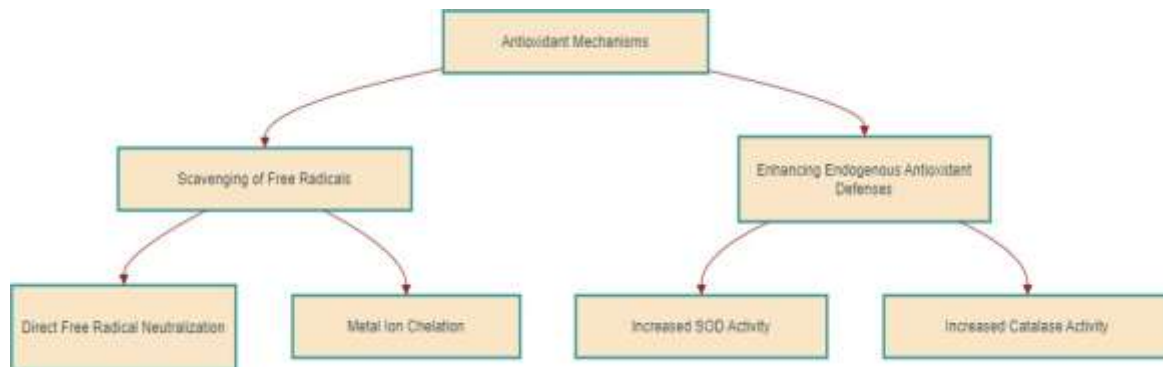 Antioxidant Mechanisms
Scavenging of Free Radicals
Enhancing Endogenous Antioxidant
Defenses
Direct Free Radical Neutralization
Metal Ion Chelation
Increased SOD Activity
Increased Catalase Activity